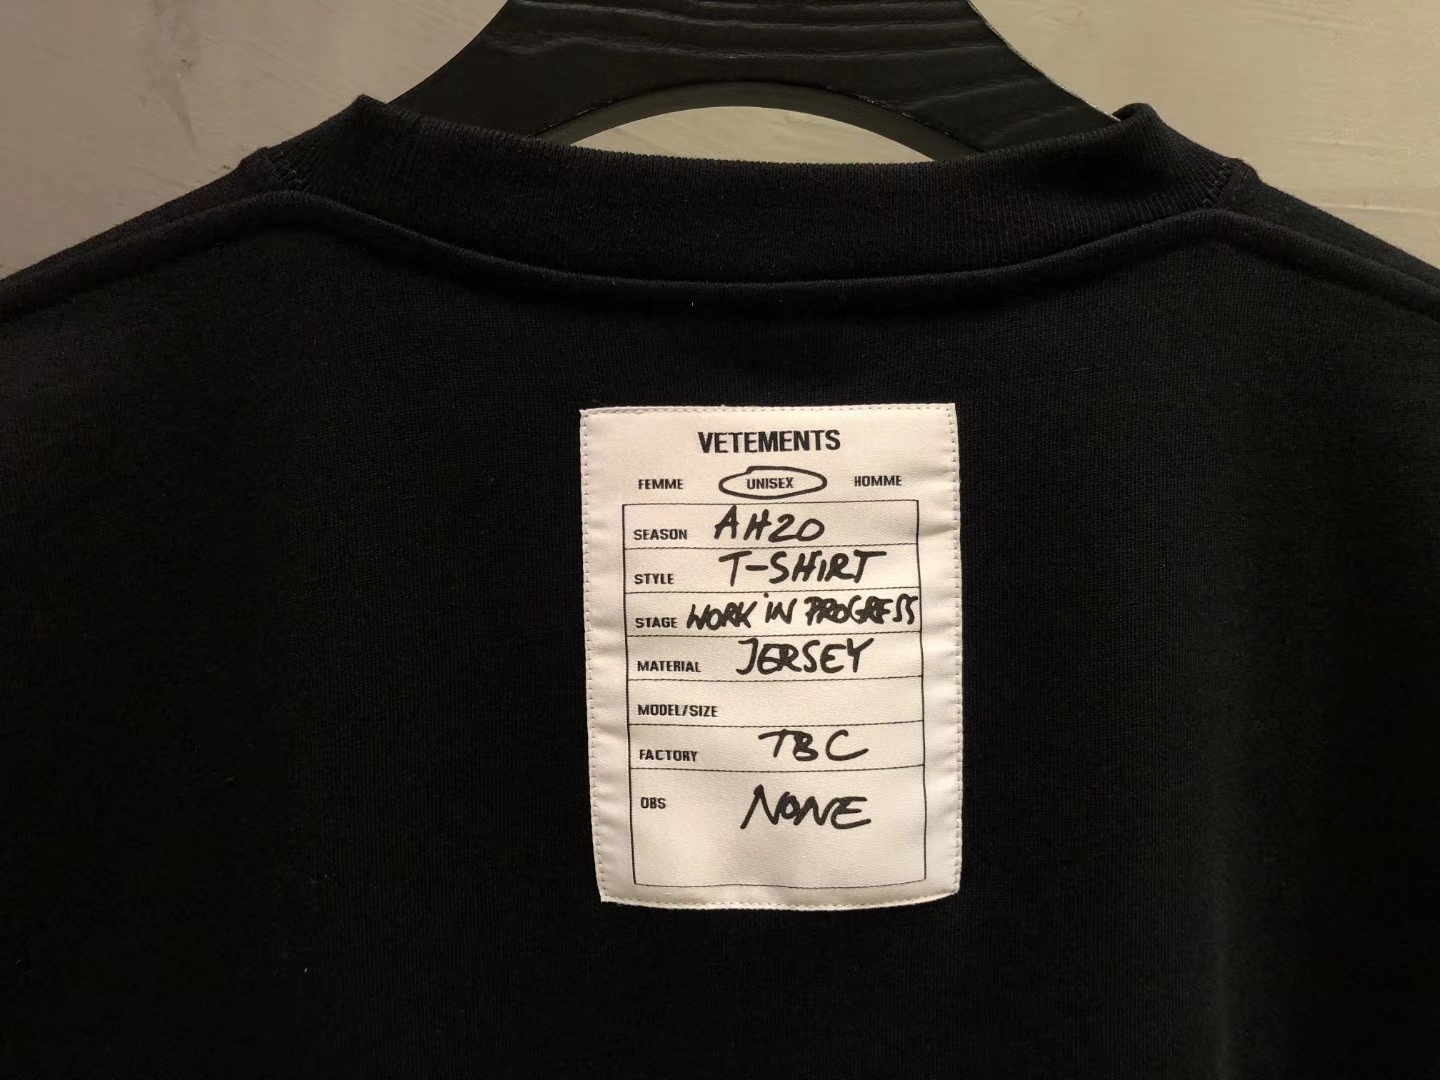 VETEMENTS
FEMME UNISEX HOMME
SEASON AH20
STYLE T-SHIRT
STAGE WORK IN PROGRESS
MATERIAL JERSEY
MODEL/SIZE
FACTORY TBC
OBS NONE